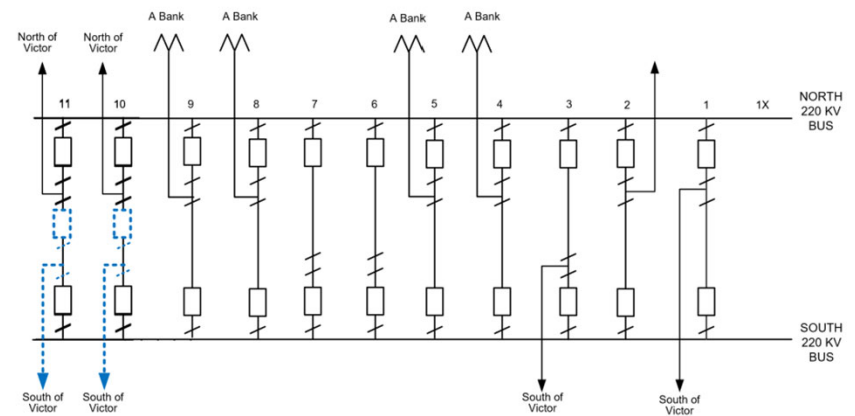 A Bank
A Bank
A Bank
A Bank
North of
Victor
North of
Victor
11
10
9
8
7
6
5
4
3
2
1
1X
NORTH
220 KV
BUS
SOUTH
220 KV
BUS
South of
Victor
South of
Victor
South of
Victor
South of
Victor